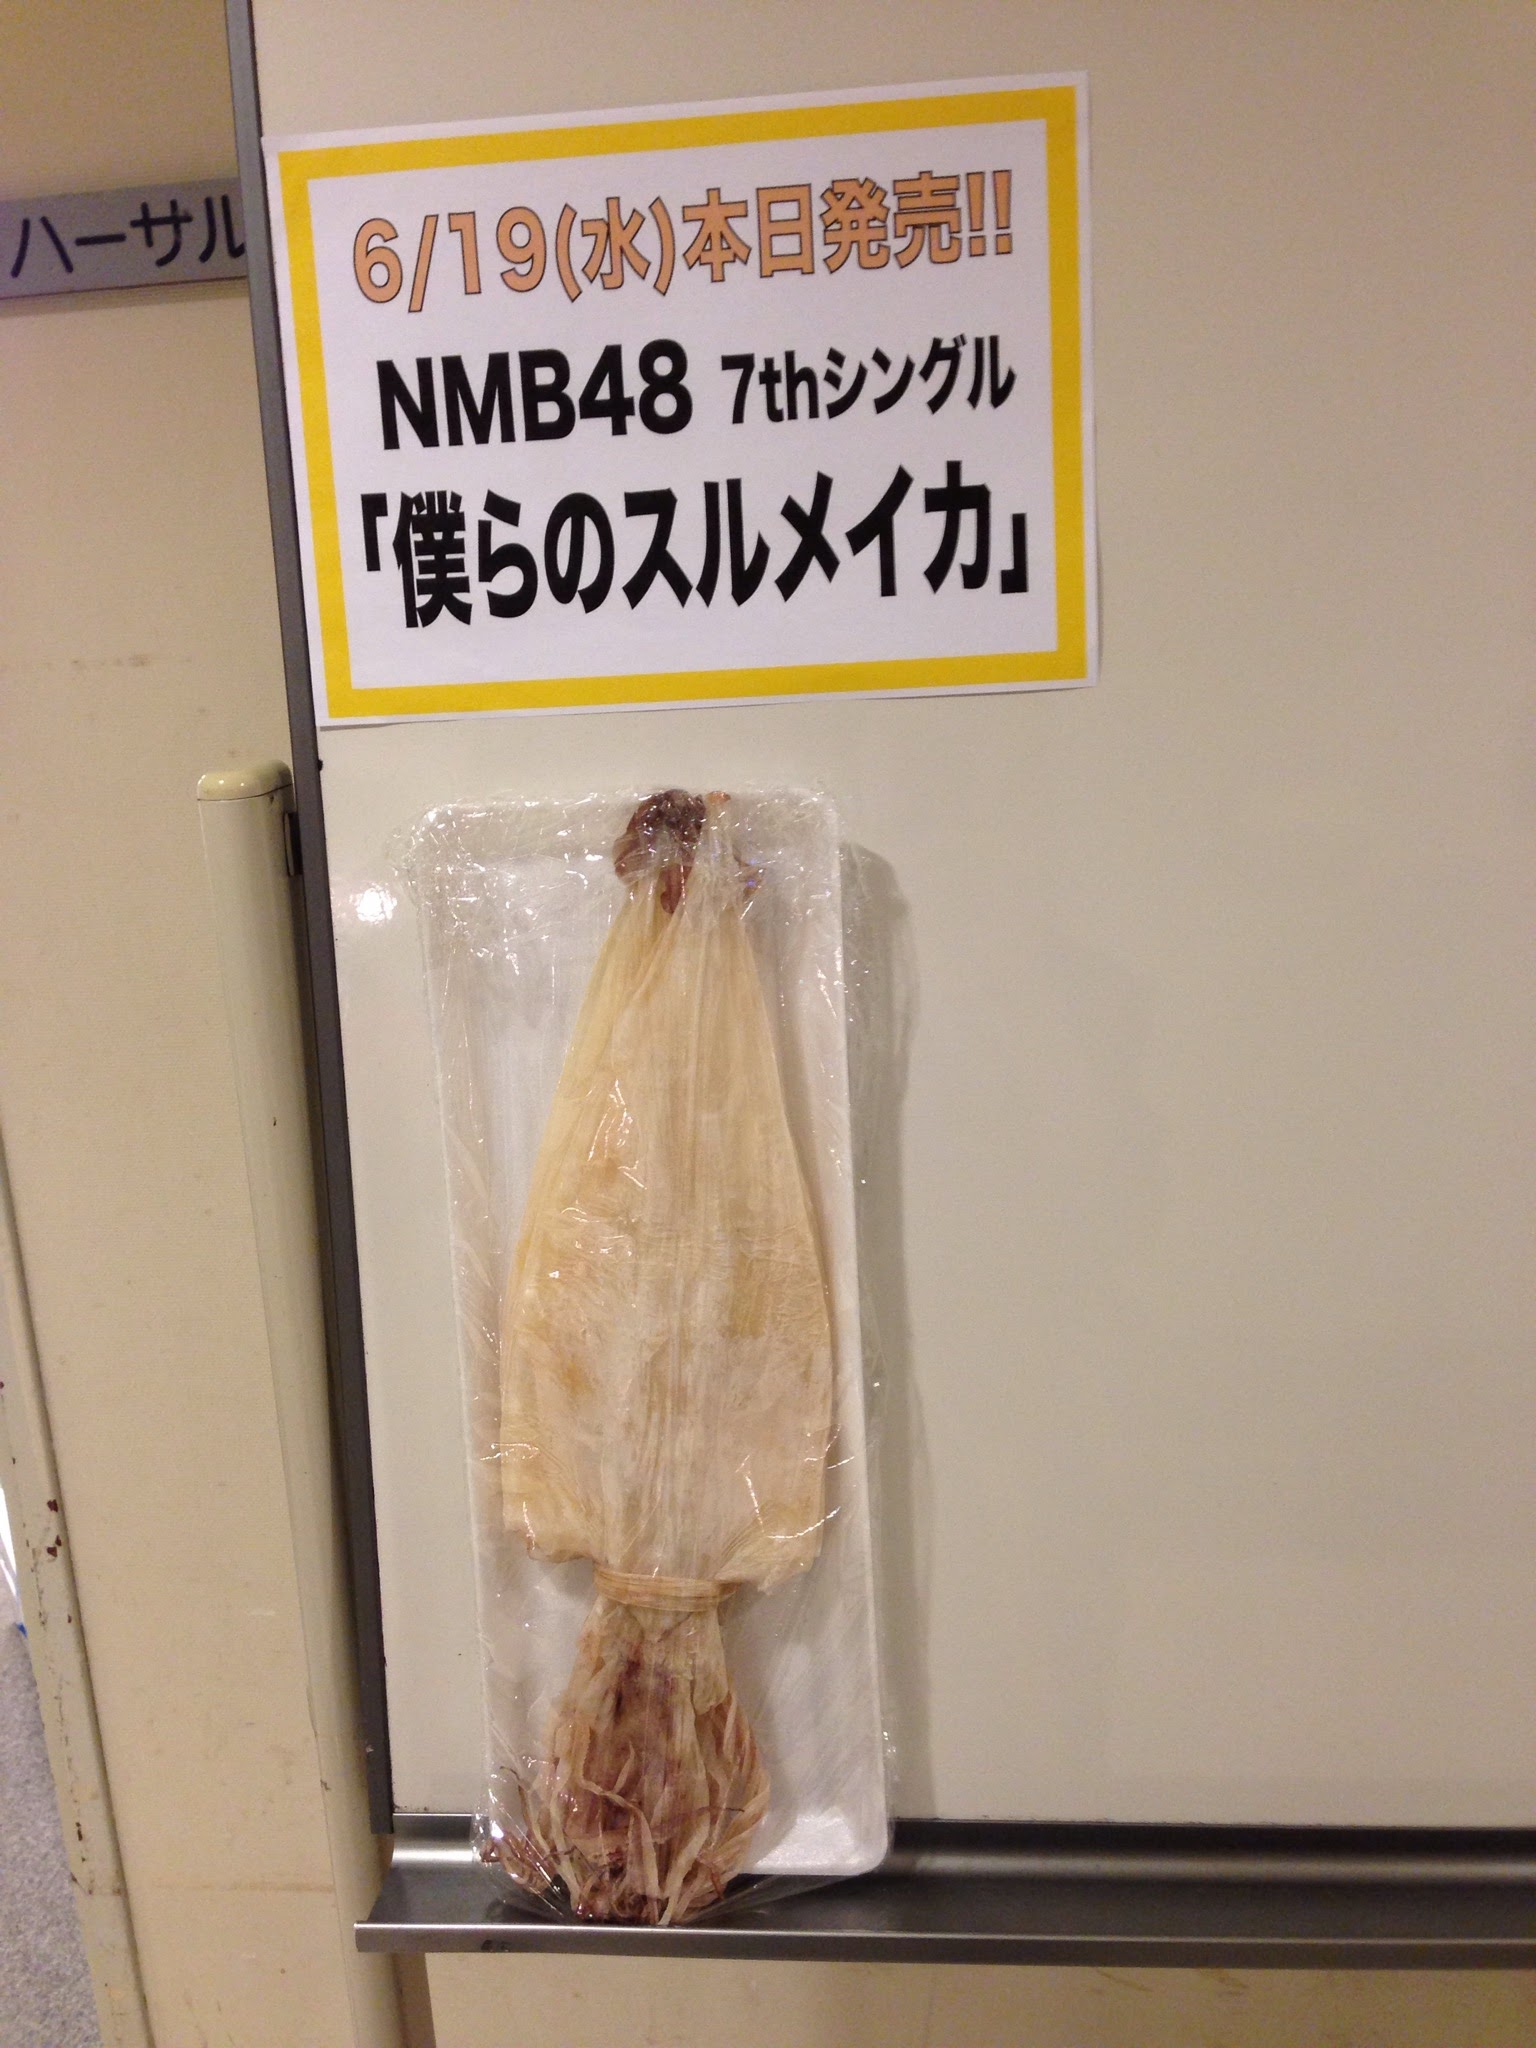 ハーサル
6/19(水)本日発売!!
NMB48 7thシングル
「僕らのスルメイカ」